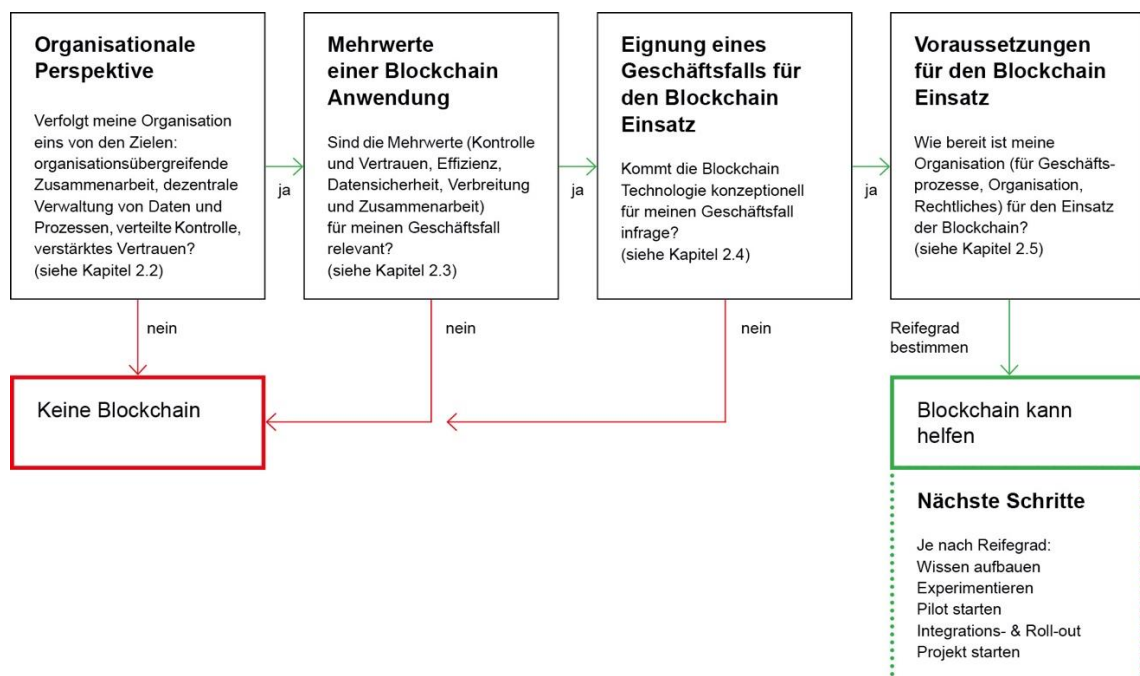 Organisationale
Perspektive
Verfolgt meine Organisation
eins von den Zielen:
organisationsübergreifende
Zusammenarbeit, dezentrale
Verwaltung von Daten und
Prozessen, verteilte Kontrolle,
verstärktes Vertrauen?
(siehe Kapitel 2.2)
ja
Mehrwerte
einer Blockchain
Anwendung
Sind die Mehrwerte (Kontrolle
und Vertrauen, Effizienz,
Datensicherheit, Verbreitung
und Zusammenarbeit)
für meinen Geschäftsfall
relevant?
(siehe Kapitel 2.3)
ja
Eignung eines
Geschäftsfalls für
den Blockchain
Einsatz
Kommt die Blockchain
Technologie konzeptionell
für meinen Geschäftsfall
infrage?
(siehe Kapitel 2.4)
ja
Voraussetzungen
für den Blockchain
Einsatz
Wie bereit ist meine
Organisation (für Geschäfts-
prozesse, Organisation,
Rechtliches) für den Einsatz
der Blockchain?
(siehe Kapitel 2.5)
nein
nein
nein
Reifegrad
bestimmen
Keine Blockchain
Blockchain kann
helfen
Nächste Schritte
Je nach Reifegrad:
Wissen aufbauen
Experimentieren
Pilot starten
Integrations- & Roll-out
Projekt starten